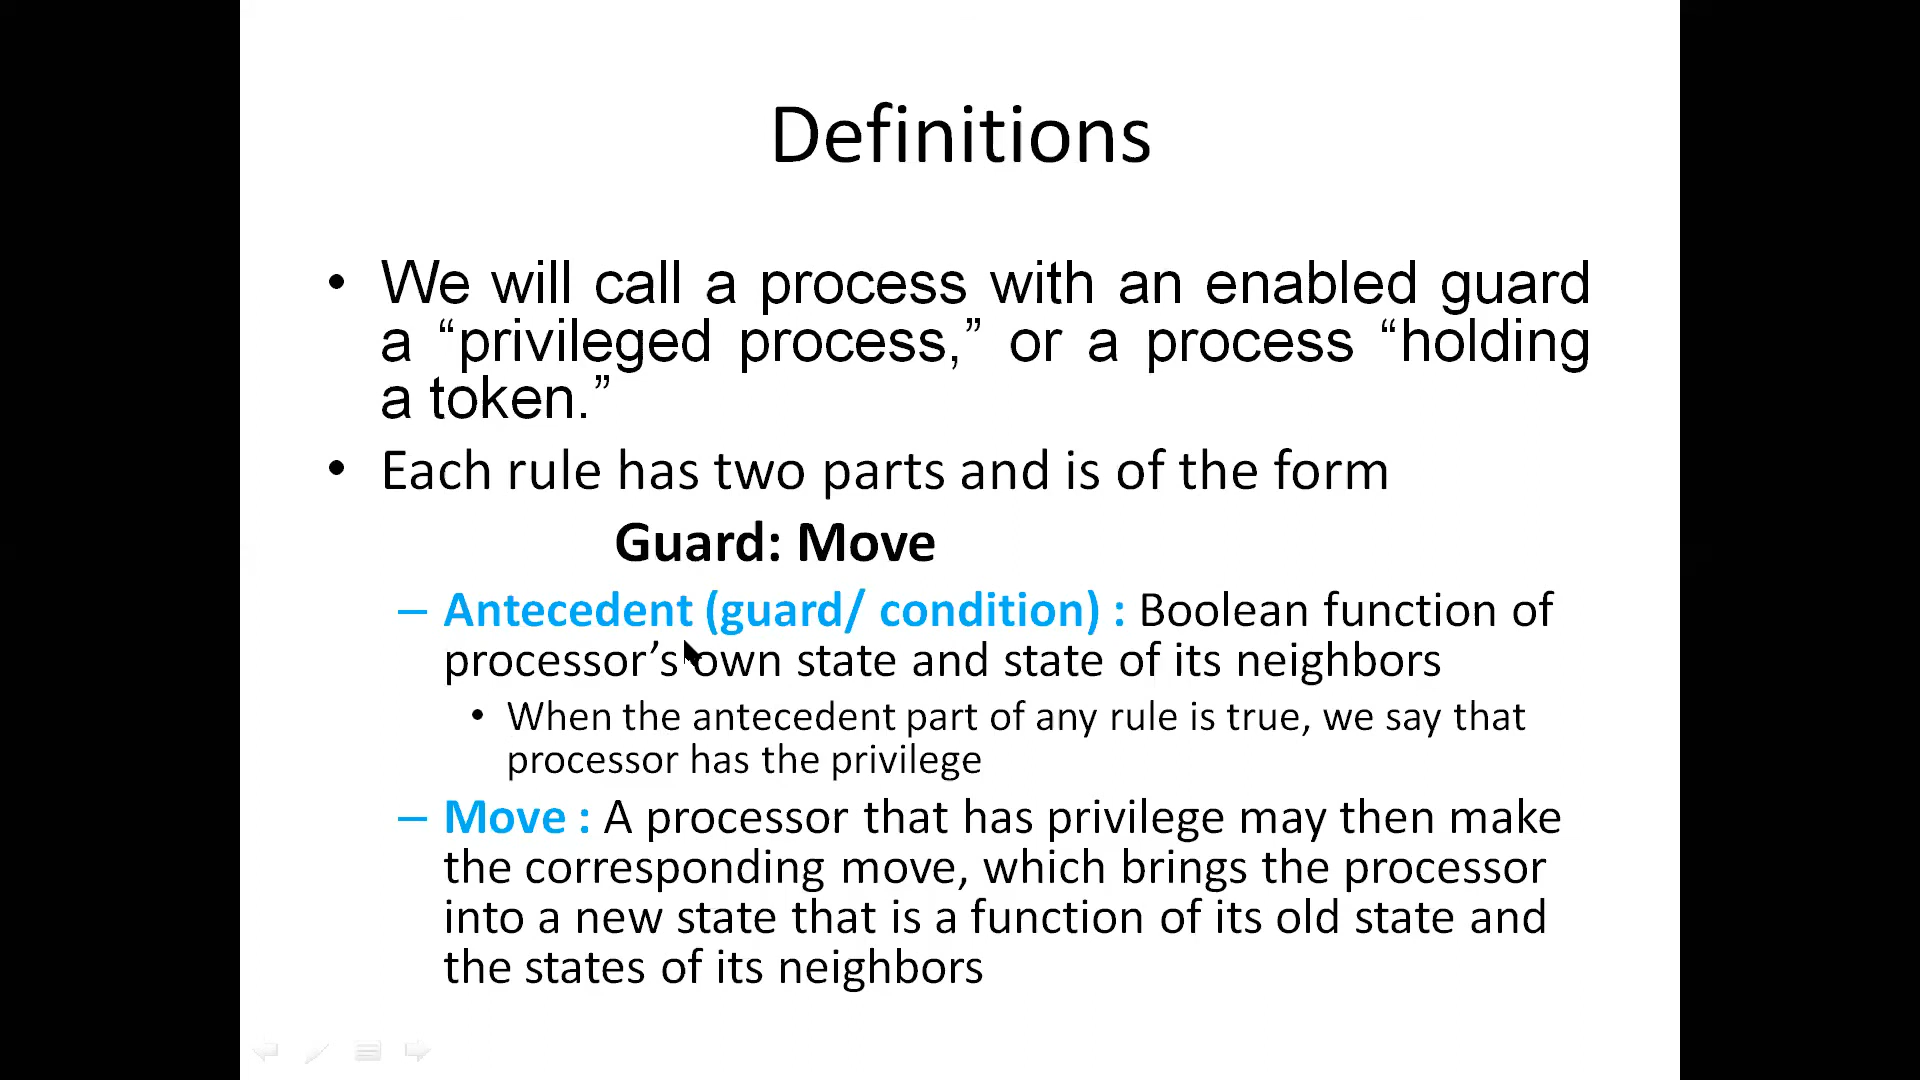 Definitions
• We will call a process with an enabled guard
a “privileged process,” or a process “holding
a token.”
• Each rule has two parts and is of the form
Guard: Move
– Antecedent (guard/ condition) : Boolean function of
processor’s own state and state of its neighbors
• When the antecedent part of any rule is true, we say that
processor has the privilege
– Move : A processor that has privilege may then make
the corresponding move, which brings the processor
into a new state that is a function of its old state and
the states of its neighbors